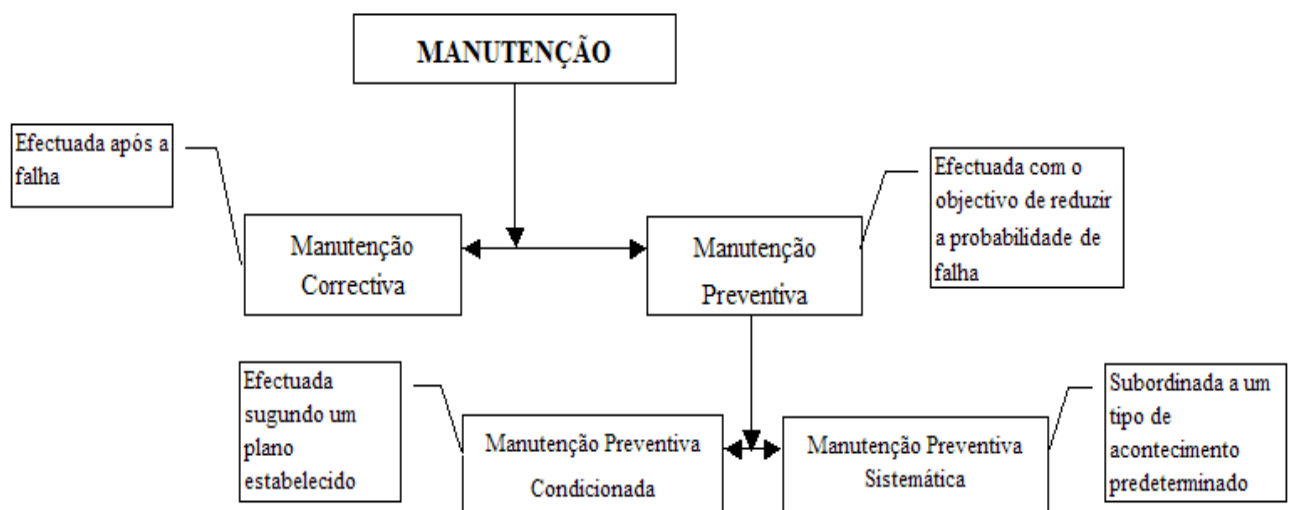 MANUTENÇÃO
Efectuada após a
falha
Efectuada com o
objectivo de reduzir
a probabilidade de
falha
Manutenção
Correctiva
Manutenção
Preventiva
Efectuada
sugundo um
plano
estabelecido
Manutenção Preventiva
Condicionada
Manutenção Preventiva
Sistemática
Subordinada a um
tipo de
acontecimento
predeterminado